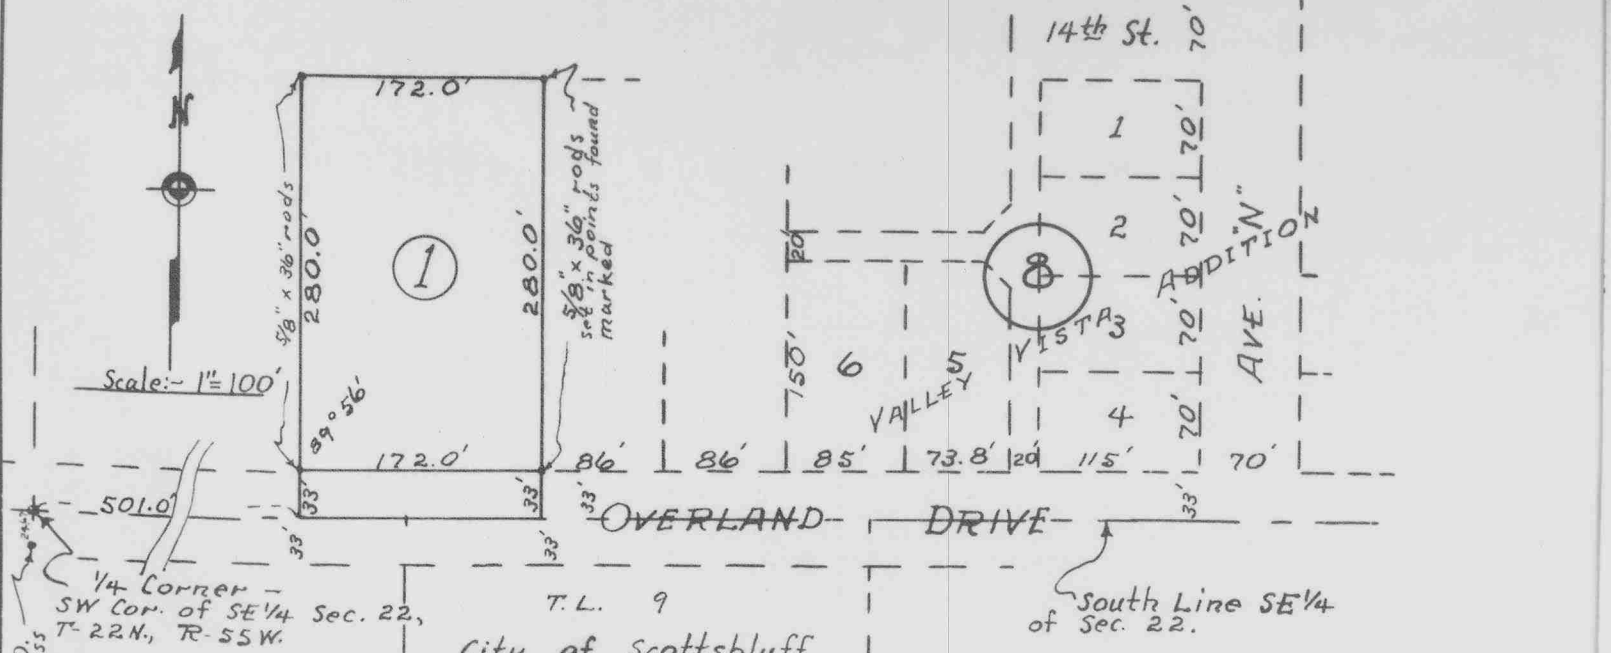 14th St.
70'
N
172.0'
5/8" x 36" rods
280.0'
1
280.0'
5/8" x 36" rods
set in points found
marked
1
70'
2
70'
20'
8
3
70'
4
70'
150'
6
5
VALLEY VISTA ADDITION
"N"
AVE.
Scale:- 1"=100'
89°56'
172.0'
86'
86'
85'
73.8'
20'
115'
70'
501.0'
33'
33'
33'
33'
33'
33'
OVERLAND DRIVE
1/4 Corner -
SW Cor. of SE 1/4 Sec. 22,
T-22N., R-55W.
T.L. 9
City of Scottsbluff
South Line SE 1/4
of Sec. 22.